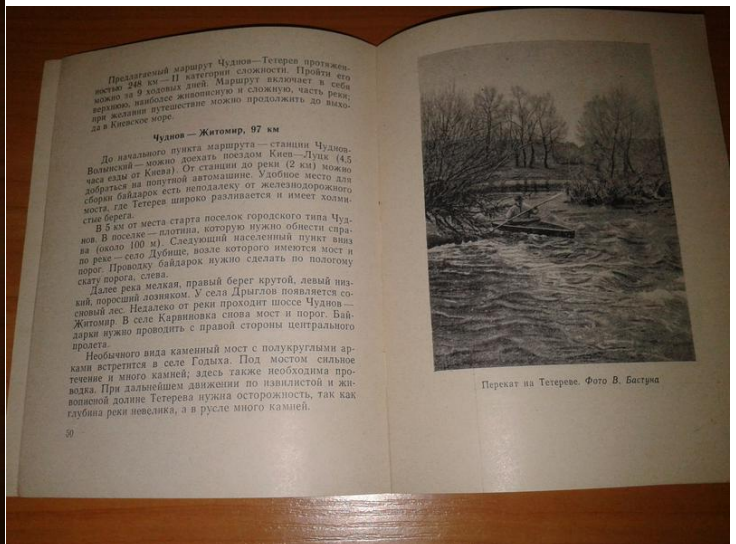 Предлагаемый маршрут Чуднов—Тетерев протяжен-
ностью 248 км — II категории сложности. Пройти его
можно за 9 ходовых дней. Маршрут включает в себя
верхнюю, наиболее живописную и сложную, часть реки;
при желании путешествие можно продолжить до выхо-
да в Киевское море.
Чуднов — Житомир, 97 км
До начального пункта маршрута — станции Чуднов-
Волынский — можно доехать поездом Киев—Луцк (4,5
часа езды от Киева). От станции до реки (2 км) можно
добраться на попутной автомашине. Удобное место для
сборки байдарок есть неподалеку от железнодорожного
моста, где Тетерев широко разливается и имеет холми-
стые берега.
В 5 км от места старта поселок городского типа Чуд-
нов. В поселке — плотина, которую нужно обнести спра-
ва (около 100 м). Следующий населенный пункт вниз
по реке — село Дубище, возле которого имеются мост и
порог. Проводку байдарок нужно сделать по пологому
скату порога, слева.
Далее река мелкая, правый берег крутой, левый низ-
кий, поросший лозняком. У села Дрыглов появляется со-
сновый лес. Недалеко от реки проходит шоссе Чуднов —
Житомир. В селе Карвиновка снова мост и порог. Бай-
дарки нужно проводить с правой стороны центрального
пролета.
Необычного вида каменный мост с полукруглыми ар-
ками встретится в селе Годыха. Под мостом сильное
течение и много камней; здесь также необходима про-
водка. При дальнейшем движении по извилистой и жи-
вописной долине Тетерева нужна осторожность, так как
глубина реки невелика, а в русле много камней.
50
Перекат на Тетереве. Фото В. Бастуна